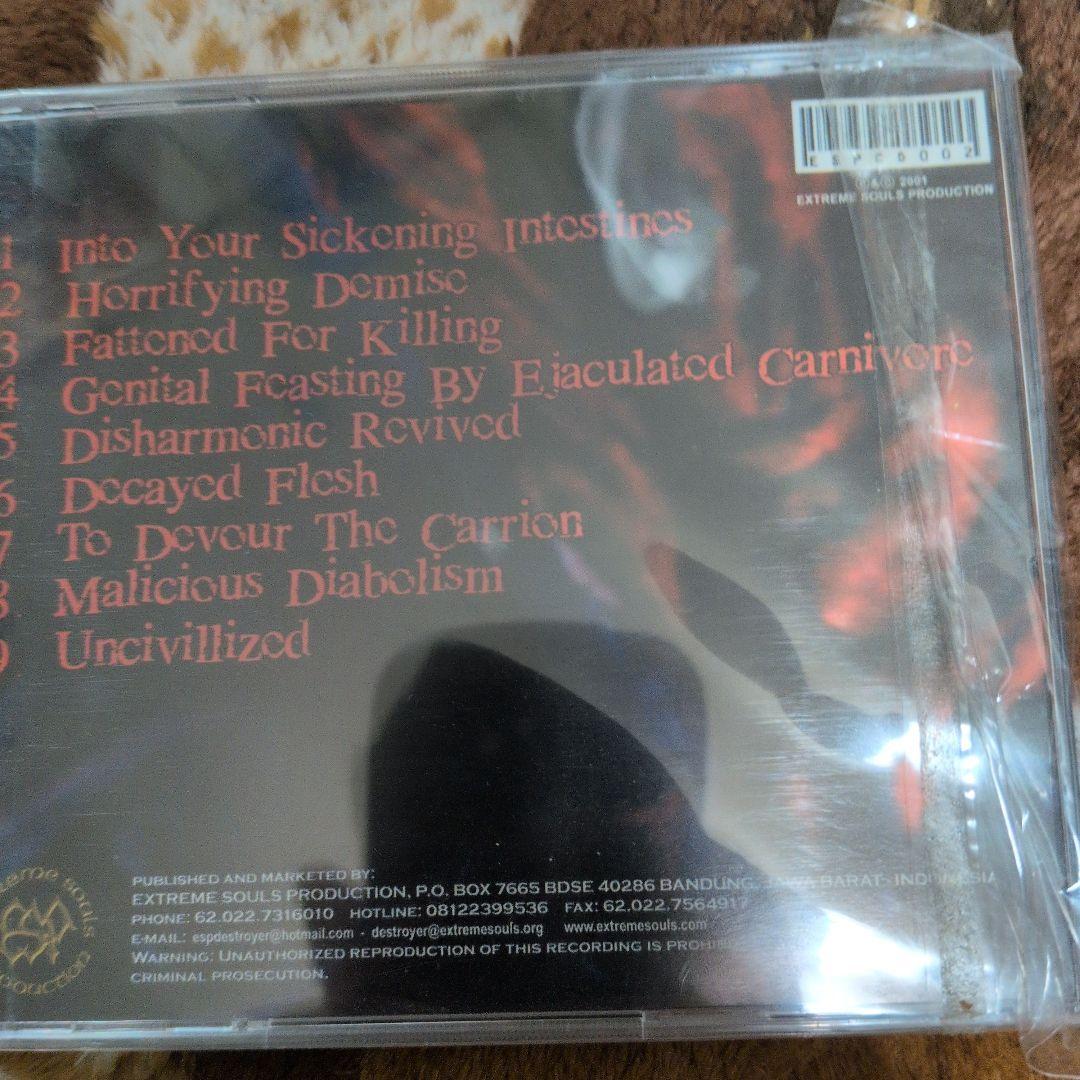 ESPCD002
℗&© 2001
EXTREME SOULS PRODUCTION
1 Into Your Sickening Intestines
2 Horrifying Demise
3 Fattened For Killing
4 Genital Feasting By Ejaculated Carnivore
5 Disharmonic Revived
6 Decayed Flesh
7 To Devour The Carrion
8 Malicious Diabolism
9 Uncivillized
PUBLISHED AND MARKETED BY:
EXTREME SOULS PRODUCTION, P.O. BOX 7665 BDSE 40286 BANDUNG, JAWA BARAT- INDONESIA
PHONE: 62.022.7316010 HOTLINE: 08122399536 FAX: 62.022.7564917
E-MAIL: espdestroyer@hotmail.com - destroyer@extremesouls.org www.extremesouls.com
WARNING: UNAUTHORIZED REPRODUCTION OF THIS RECORDING IS
CRIMINAL PROSECUTION.
souls